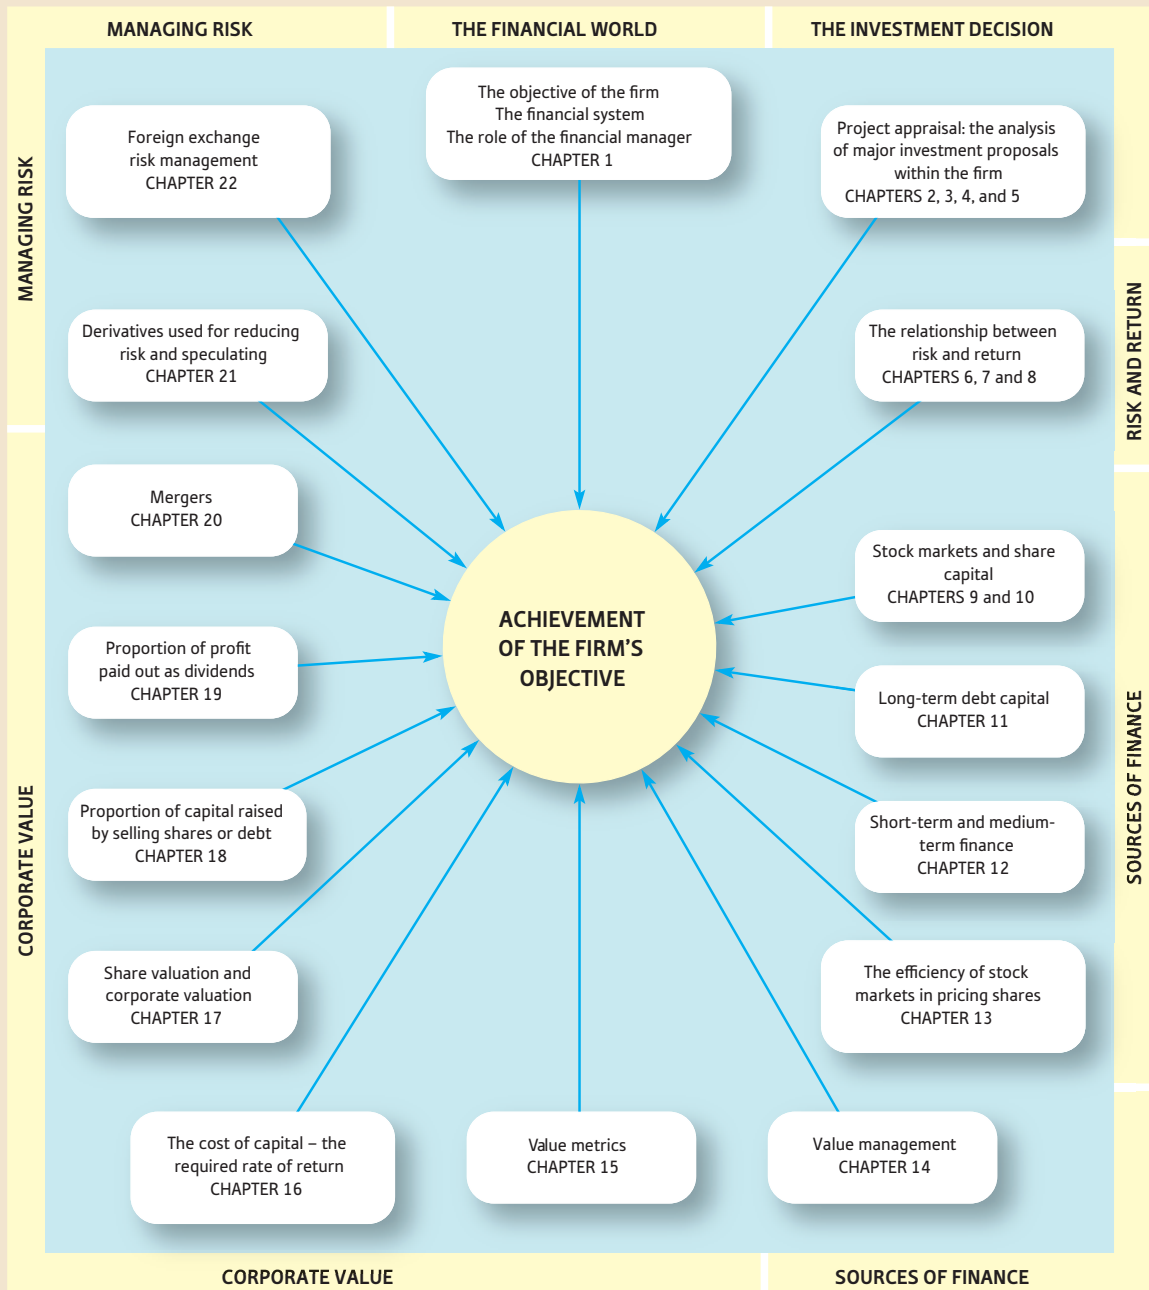 MANAGING RISK
THE FINANCIAL WORLD
THE INVESTMENT DECISION
MANAGING RISK
CORPORATE VALUE
RISK AND RETURN
SOURCES OF FINANCE
The objective of the firm
The financial system
The role of the financial manager
CHAPTER 1
Project appraisal: the analysis
of major investment proposals
within the firm
CHAPTERS 2, 3, 4, and 5
The relationship between
risk and return
CHAPTERS 6, 7 and 8
Stock markets and share
capital
CHAPTERS 9 and 10
Long-term debt capital
CHAPTER 11
Short-term and medium-
term finance
CHAPTER 12
The efficiency of stock
markets in pricing shares
CHAPTER 13
Value management
CHAPTER 14
Value metrics
CHAPTER 15
The cost of capital – the
required rate of return
CHAPTER 16
Share valuation and
corporate valuation
CHAPTER 17
Proportion of capital raised
by selling shares or debt
CHAPTER 18
Proportion of profit
paid out as dividends
CHAPTER 19
Mergers
CHAPTER 20
Derivatives used for reducing
risk and speculating
CHAPTER 21
Foreign exchange
risk management
CHAPTER 22
ACHIEVEMENT
OF THE FIRM'S
OBJECTIVE
CORPORATE VALUE
SOURCES OF FINANCE